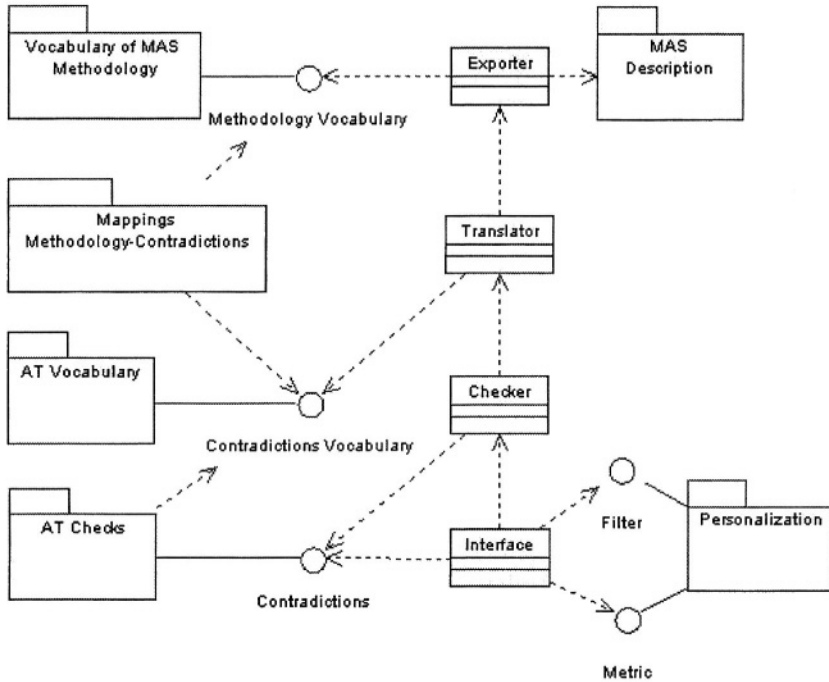 Vocabulary of MAS
Methodology
Exporter
MAS
Description
Methodology Vocabulary
Mappings
Methodology-Contradictions
Translator
AT Vocabulary
Checker
Contradictions Vocabulary
AT Checks
Interface
Filter
Personalization
Contradictions
Metric